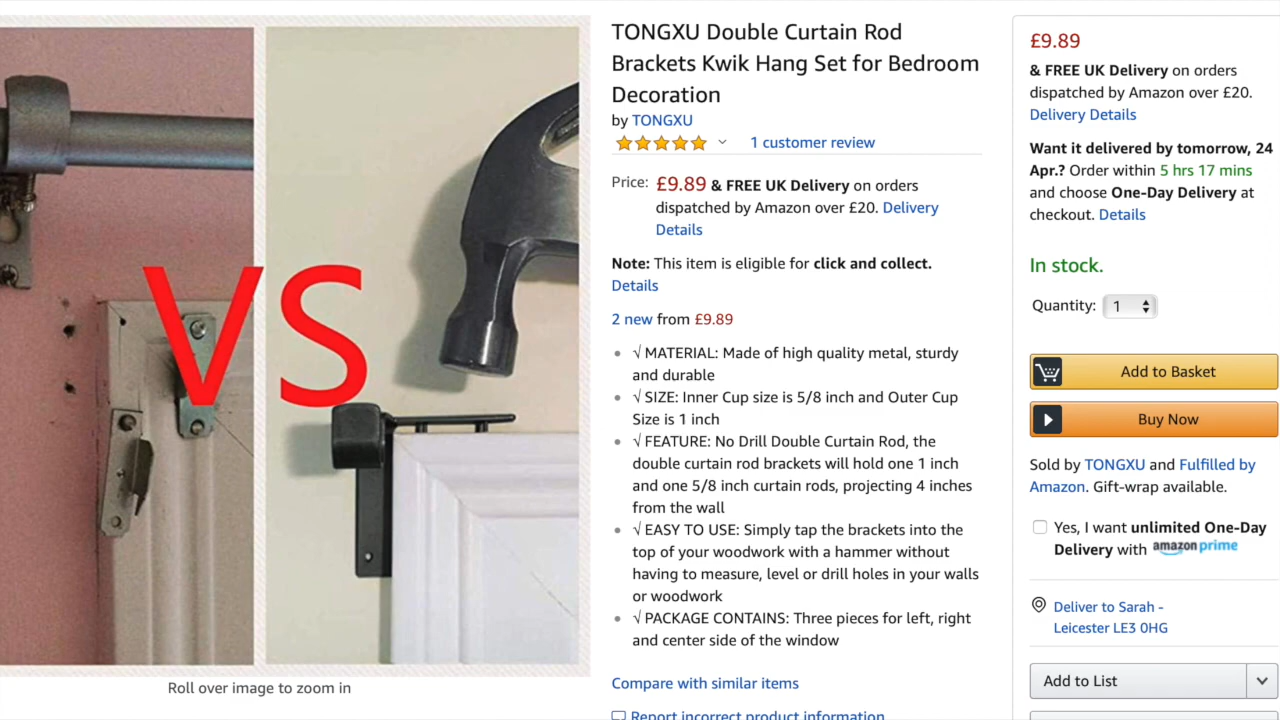 VS
Roll over image to zoom in
TONGXU Double Curtain Rod
Brackets Kwik Hang Set for Bedroom
Decoration
by TONGXU
1 customer review
Price: £9.89 & FREE UK Delivery on orders
dispatched by Amazon over £20. Delivery
Details
Note: This item is eligible for click and collect.
Details
2 new from £9.89
√ MATERIAL: Made of high quality metal, sturdy
and durable
√ SIZE: Inner Cup size is 5/8 inch and Outer Cup
Size is 1 inch
√ FEATURE: No Drill Double Curtain Rod, the
double curtain rod brackets will hold one 1 inch
and one 5/8 inch curtain rods, projecting 4 inches
from the wall
√ EASY TO USE: Simply tap the brackets into the
top of your woodwork with a hammer without
having to measure, level or drill holes in your walls
or woodwork
√ PACKAGE CONTAINS: Three pieces for left, right
and center side of the window
Compare with similar items
Report incorrect product information
£9.89
& FREE UK Delivery on orders
dispatched by Amazon over £20.
Delivery Details
Want it delivered by tomorrow, 24
Apr.? Order within 5 hrs 17 mins
and choose One-Day Delivery at
checkout. Details
In stock.
Quantity: 1
Add to Basket
Buy Now
Sold by TONGXU and Fulfilled by
Amazon. Gift-wrap available.
Yes, I want unlimited One-Day
Delivery with amazon prime
Deliver to Sarah -
Leicester LE3 0HG
Add to List